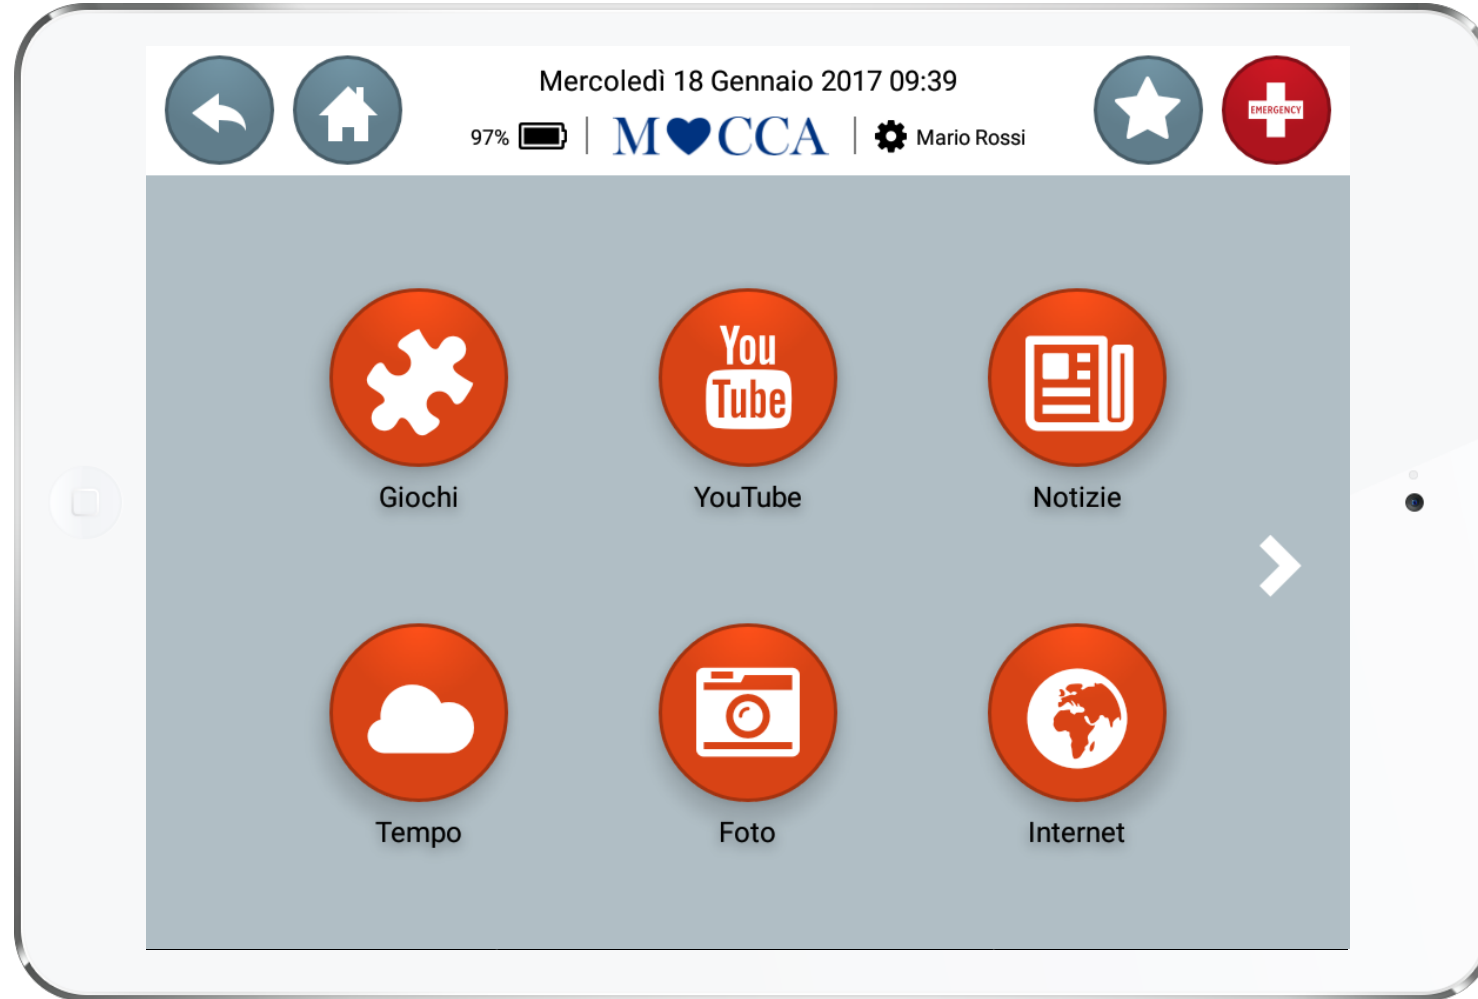 Mercoledì 18 Gennaio 2017 09:39
97% M CCA Mario Rossi
EMERGENCY
You
Tube
Giochi YouTube Notizie
Tempo Foto Internet